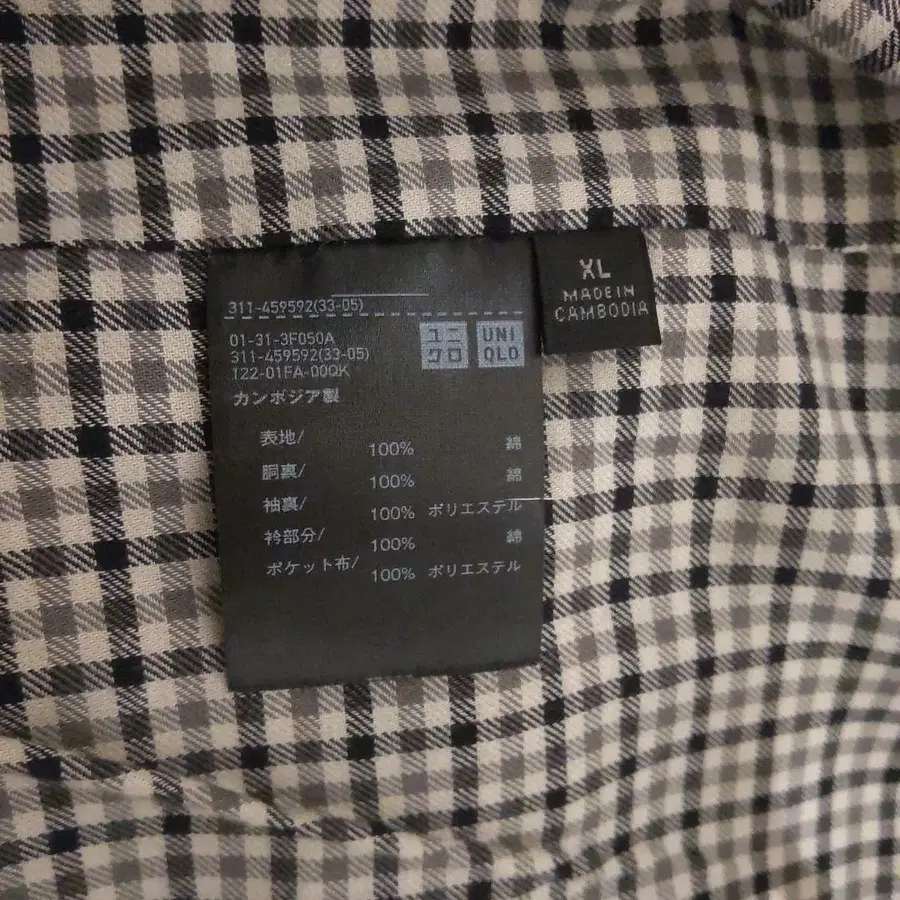 311-459592(33-05)
01-31-3F050A
311-459592(33-05)
122-01FA-00QK
カンボジア製
ユニクロ
UNIQLO
表地/ 100% 綿
胴裏/ 100% 綿
袖裏/ 100% ポリエステル
衿部分/ 100% 綿
ポケット布/ 100% ポリエステル
XL
MADE IN
CAMBODIA